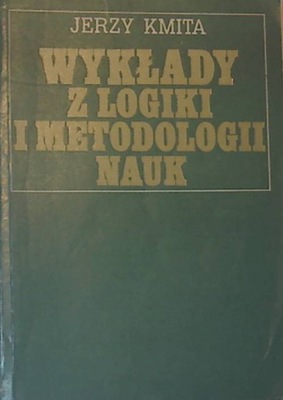 JERZY KMITA
WYKŁADY
Z LOGIKI
I METODOLOGII
NAUK